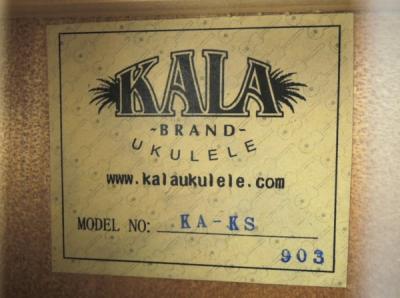 KALA
-BRAND-
UKULELE
www.kalaukulele.com
MODEL NO: KA-KS
903